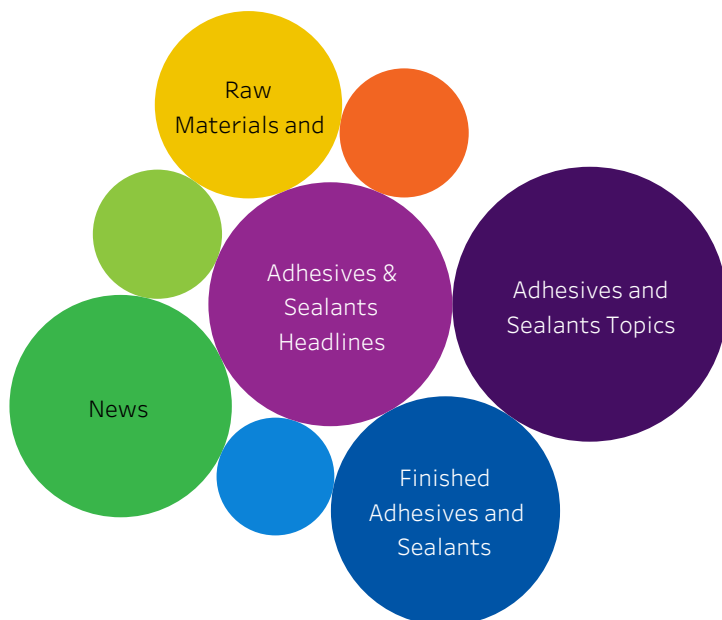 Raw
Materials and
Adhesives &
Sealants
Headlines
Adhesives and
Sealants Topics
News
Finished
Adhesives and
Sealants